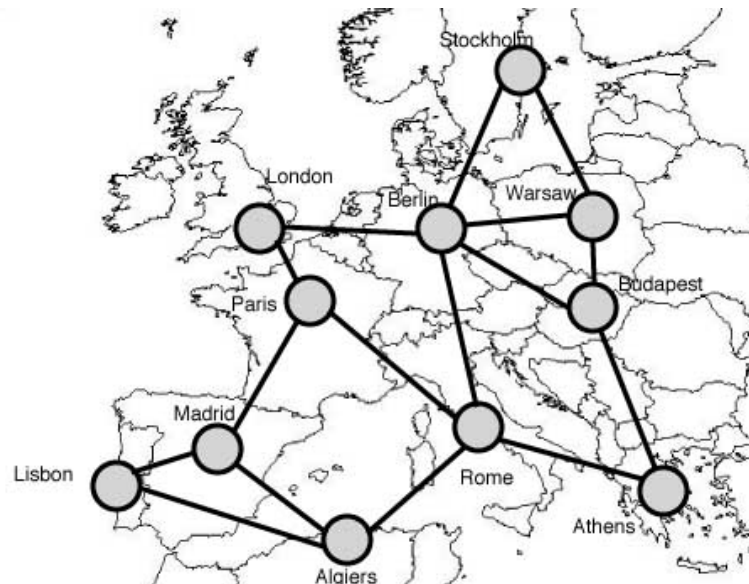 Stockholm
London
Berlin
Warsaw
Paris
Budapest
Madrid
Lisbon
Rome
Athens
Algiers